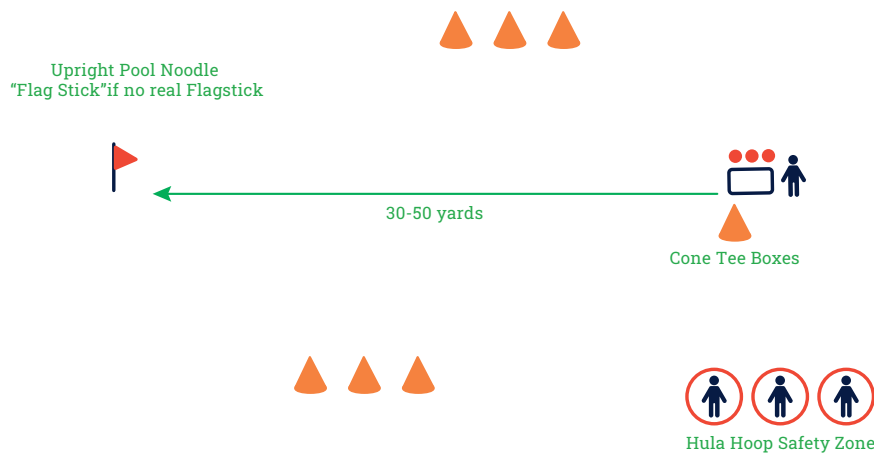 Upright Pool Noodle
“Flag Stick”if no real Flagstick
30-50 yards
Cone Tee Boxes
Hula Hoop Safety Zone